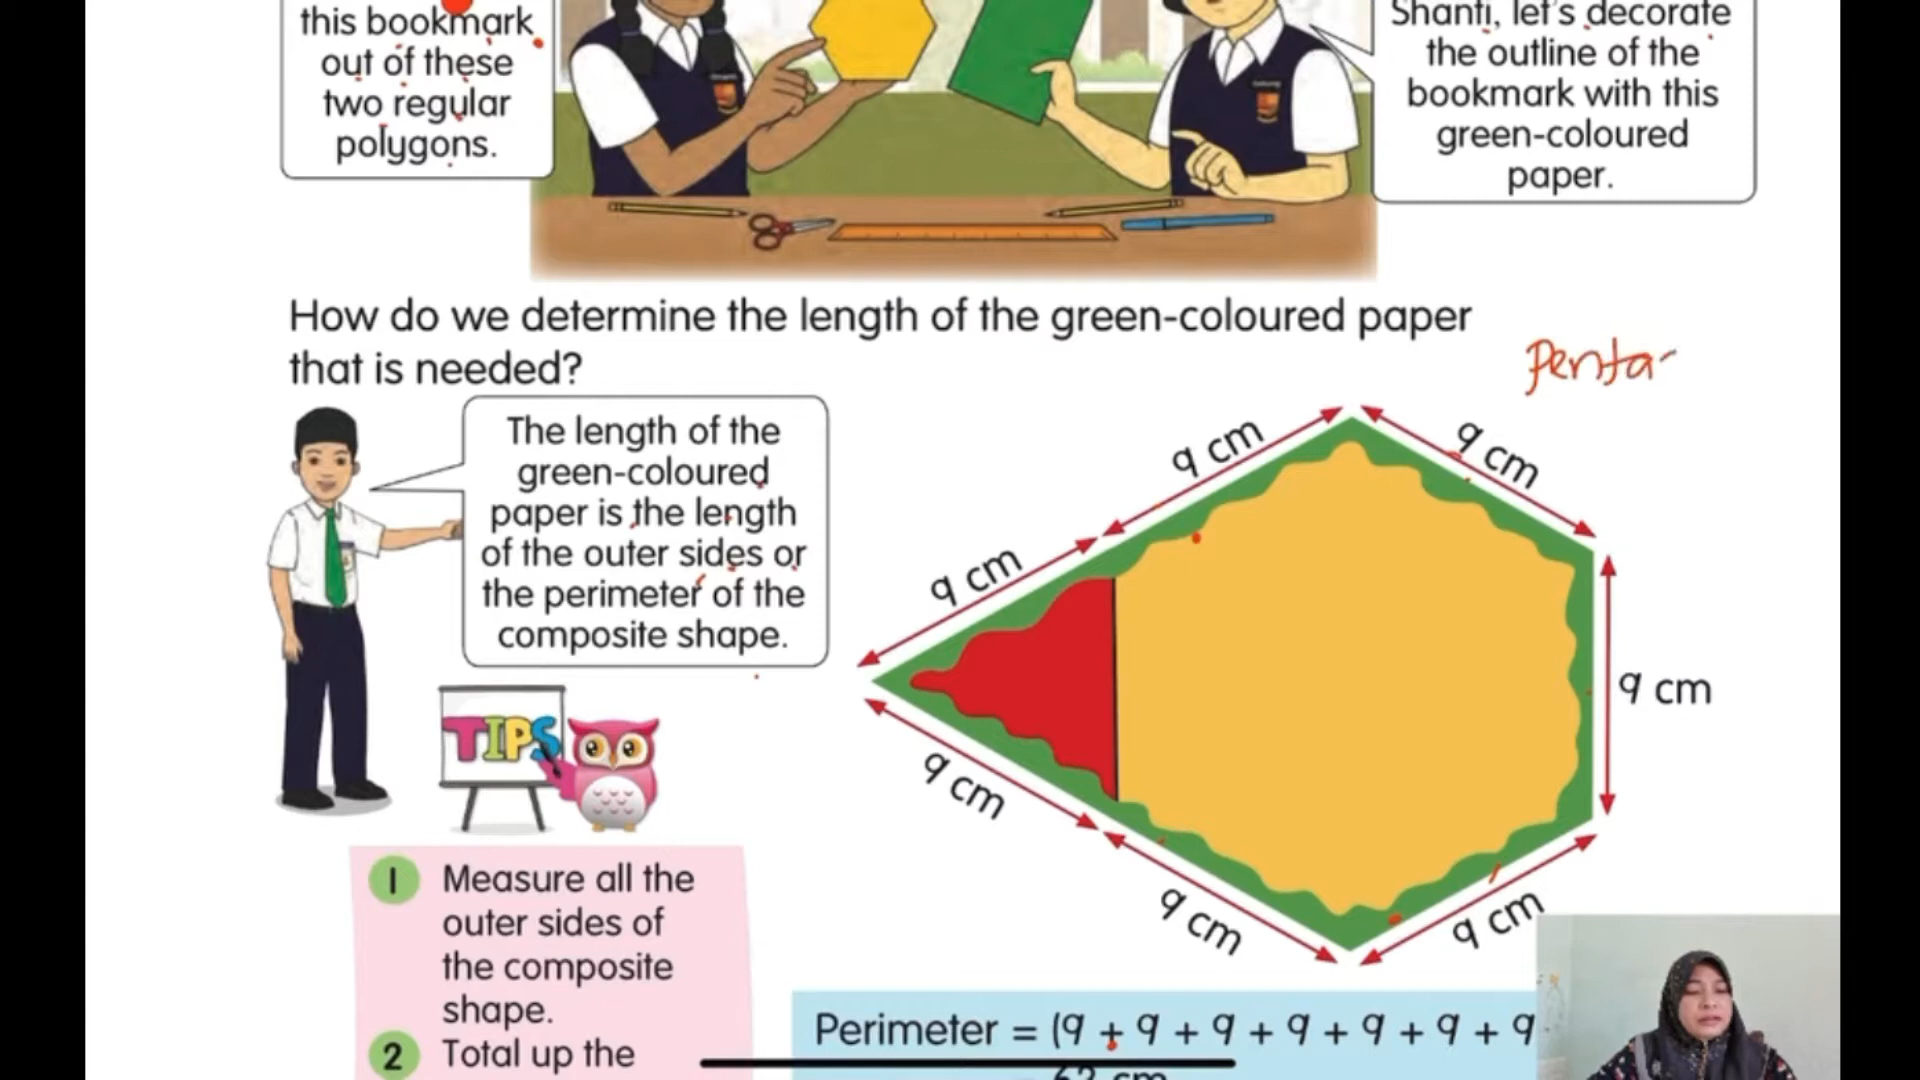 this bookmark
out of these
two regular
polygons.
Shanti, let's decorate
the outline of the
bookmark with this
green-coloured
paper.
How do we determine the length of the green-coloured paper
that is needed?
Penta-
The length of the
green-coloured
paper is the length
of the outer sides or
the perimeter of the
composite shape.
9 cm
9 cm
9 cm
9 cm
9 cm
9 cm
9 cm
TIPS
1 Measure all the
outer sides of
the composite
shape.
2 Total up the
Perimeter = (9 + 9 + 9 + 9 + 9 + 9 + 9
= 63 cm